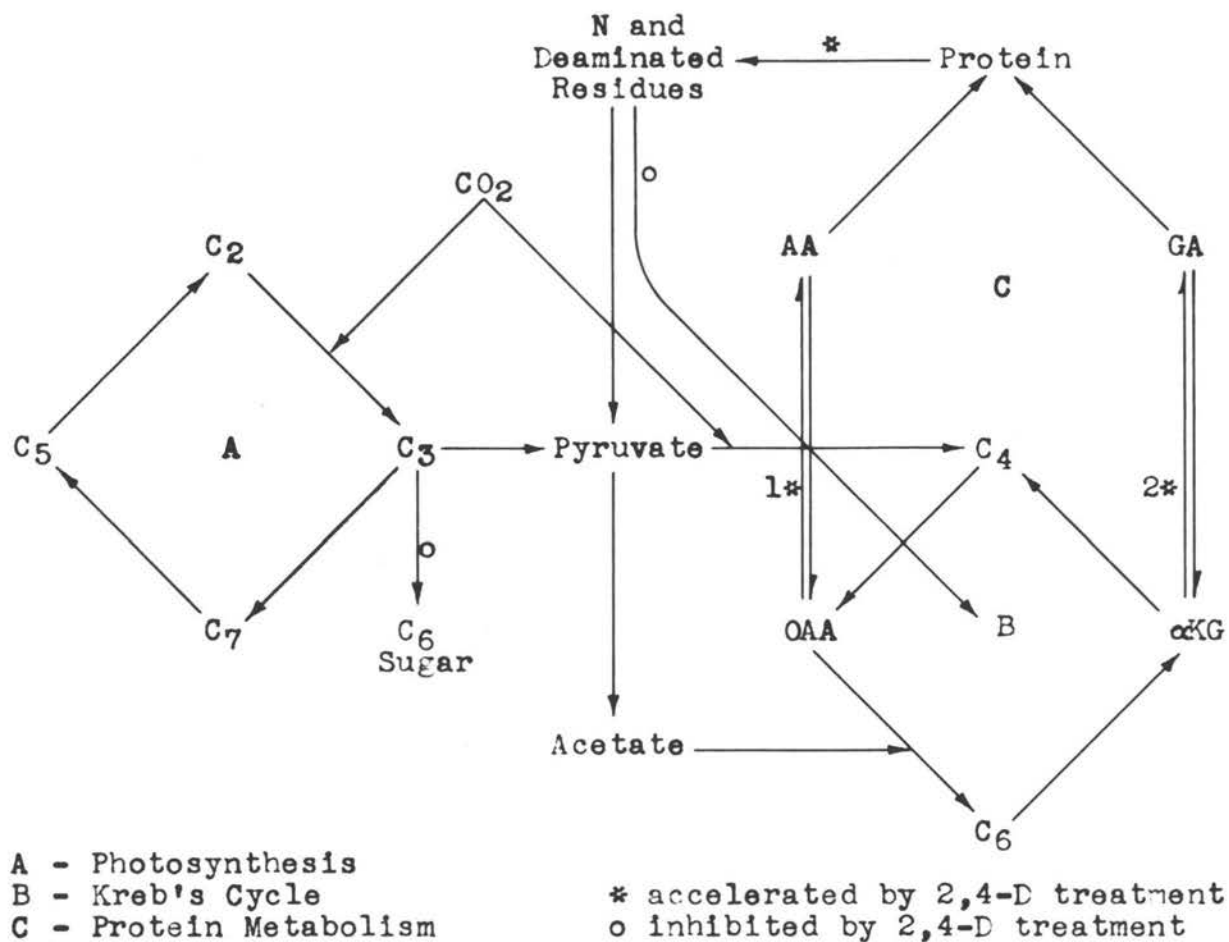 N and
Deaminated
Residues
*
Protein
o
CO2
C2
AA
GA
C
C5
A
C3
Pyruvate
C4
1*
2*
o
C7
C6
Sugar
OAA
B
αKG
Acetate
C6
A - Photosynthesis
B - Kreb's Cycle
C - Protein Metabolism
* accelerated by 2,4-D treatment
o inhibited by 2,4-D treatment